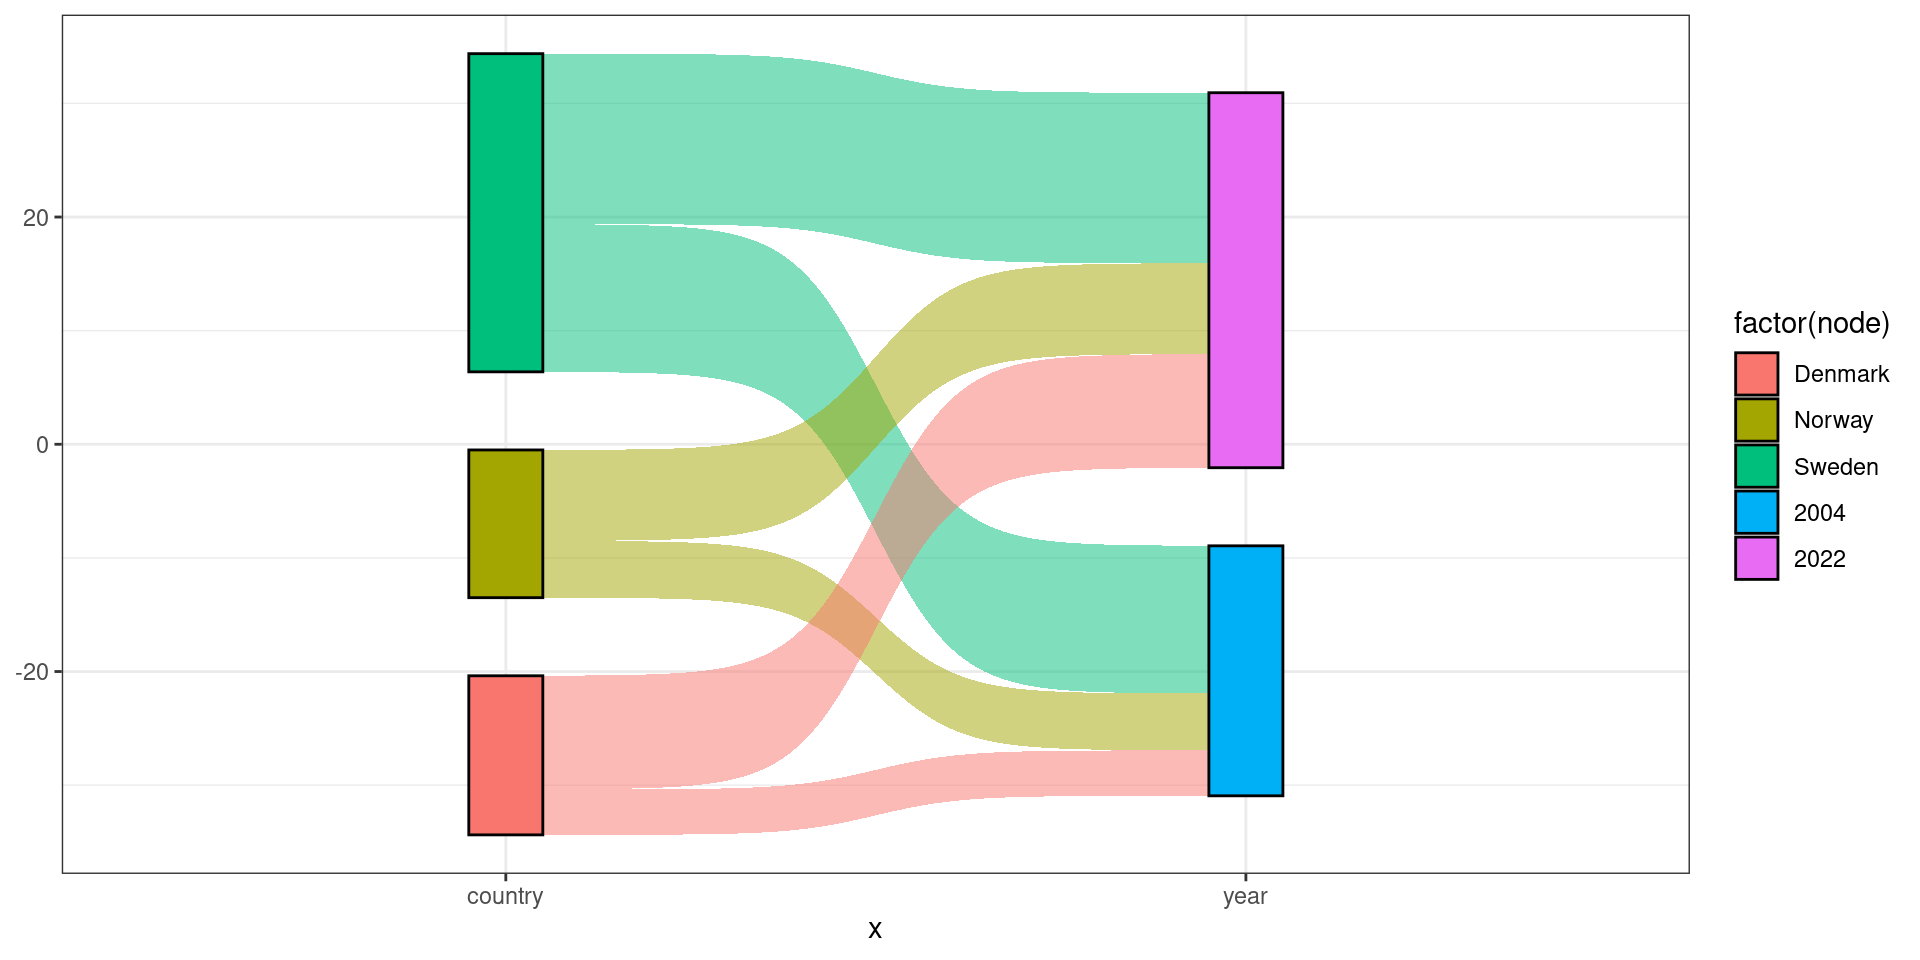 20
0
-20
country
year
x
factor(node)
Denmark
Norway
Sweden
2004
2022